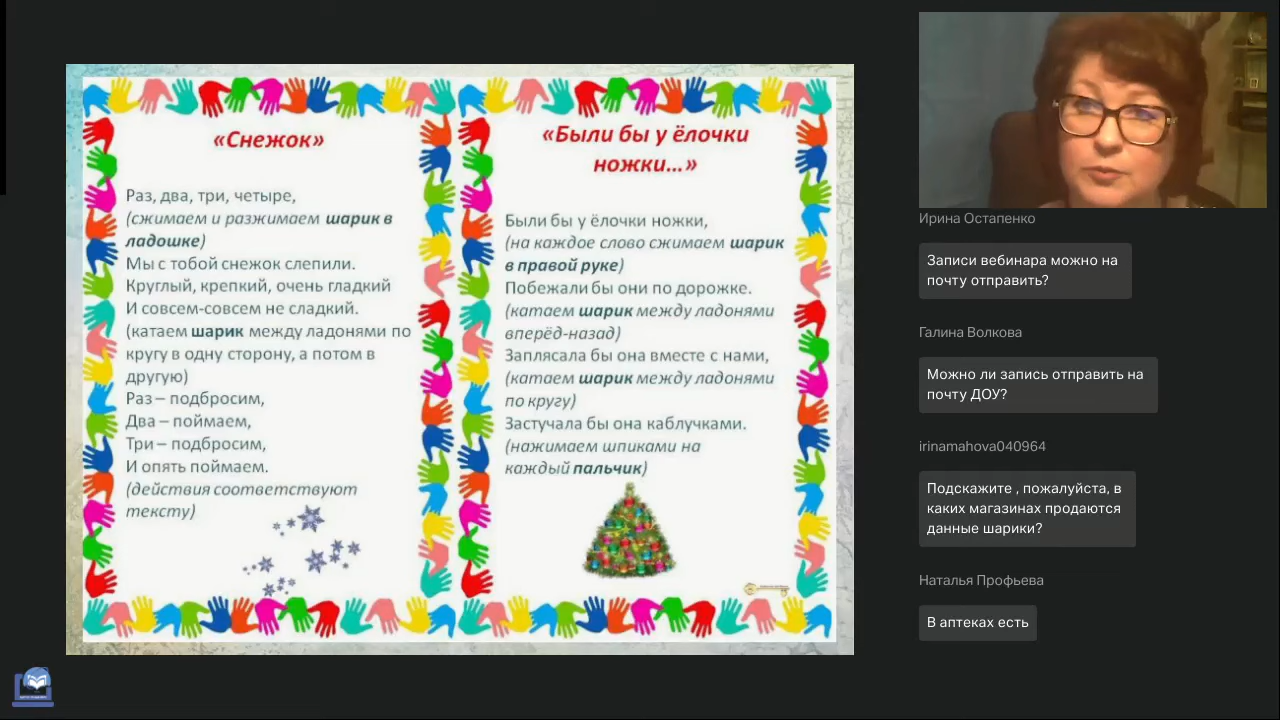 «Снежок»
Раз, два, три, четыре,
(сжимаем и разжимаем шарик в
ладошке)
Мы с тобой снежок слепили.
Круглый, крепкий, очень гладкий
И совсем-совсем не сладкий.
(катаем шарик между ладонями по
кругу в одну сторону, а потом в
другую)
Раз – подбросим,
Два – поймаем,
Три – подбросим,
И опять поймаем.
(действия соответствуют
тексту)
«Были бы у ёлочки
ножки...»
Были бы у ёлочки ножки,
(на каждое слово сжимаем шарик
в правой руке)
Побежали бы они по дорожке.
(катаем шарик между ладонями
вперёд-назад)
Заплясала бы она вместе с нами,
(катаем шарик между ладонями
по кругу)
Застучала бы она каблучками.
(нажимаем шпиками на
каждый пальчик)
Ирина Остапенко
Записи вебинара можно на
почту отправить?
Галина Волкова
Можно ли запись отправить на
почту ДОУ?
irinamahova040964
Подскажите , пожалуйста, в
каких магазинах продаются
данные шарики?
Наталья Профьева
В аптеках есть